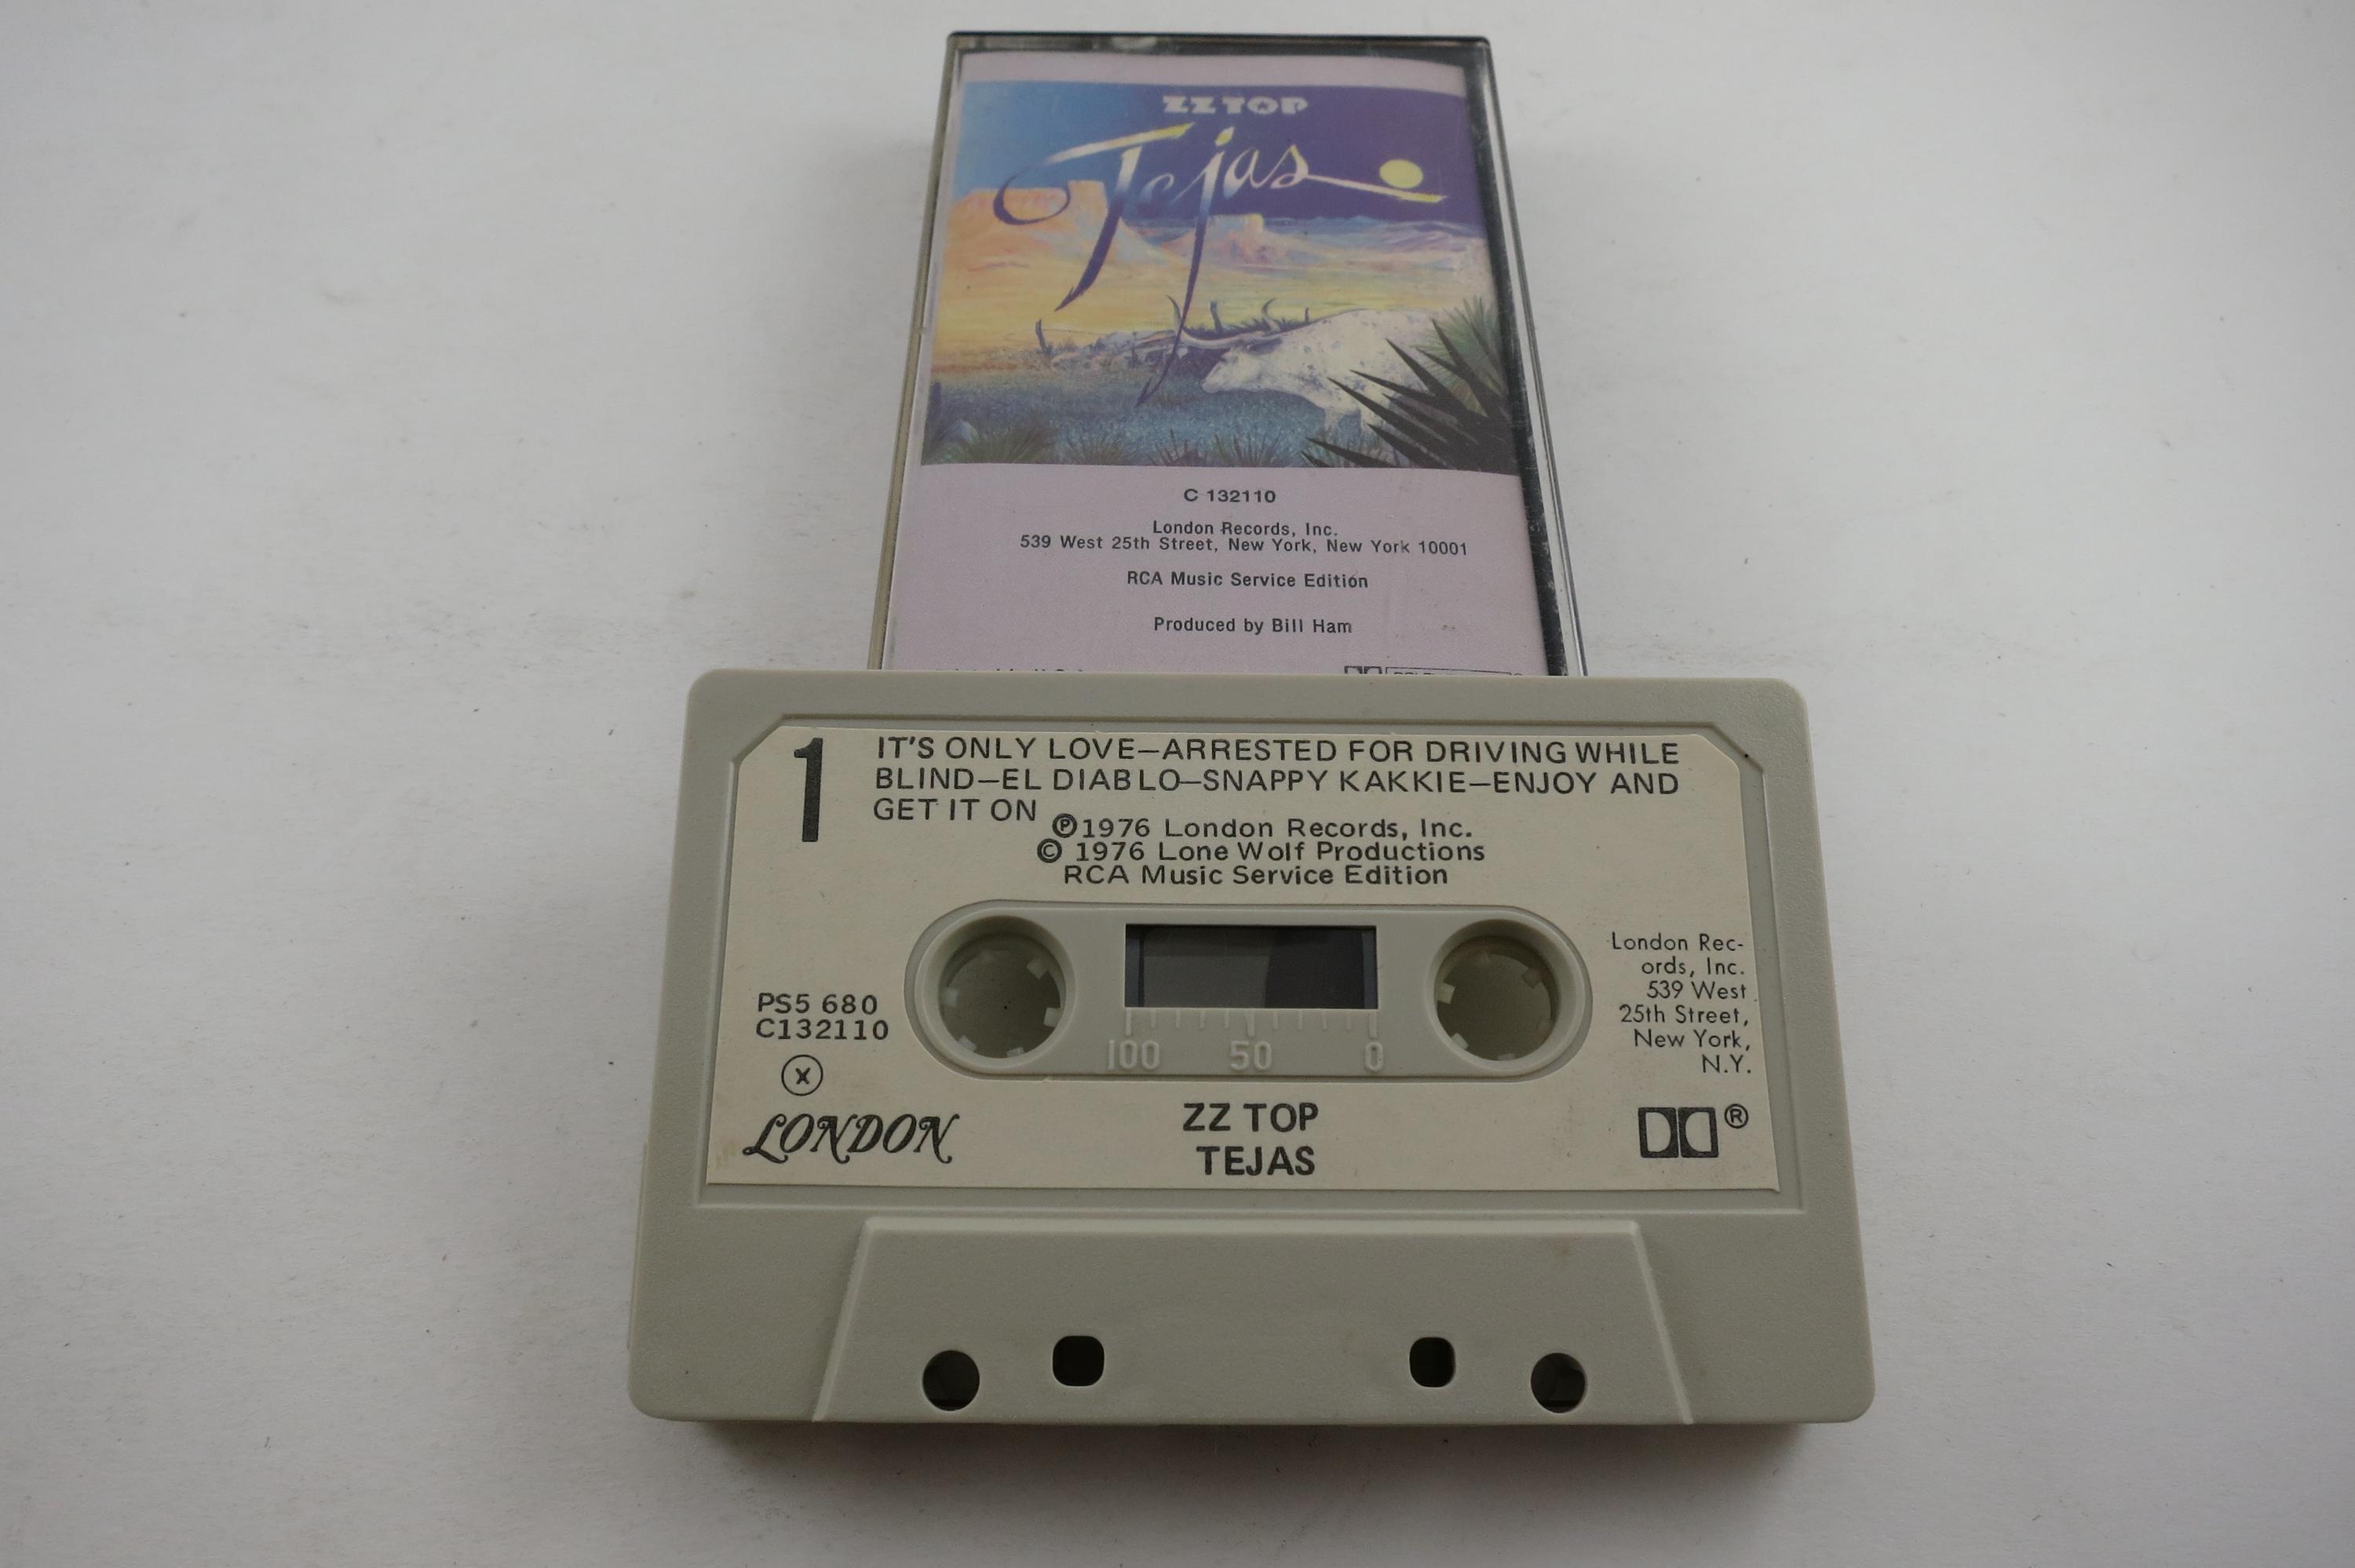 ZZ TOP
Tejas
C 132110
London Records, Inc.
539 West 25th Street, New York, New York 10001
RCA Music Service Edition
Produced by Bill Ham
1
IT'S ONLY LOVE—ARRESTED FOR DRIVING WHILE
BLIND—EL DIABLO—SNAPPY KAKKIE—ENJOY AND
GET IT ON
℗1976 London Records, Inc.
© 1976 Lone Wolf Productions
RCA Music Service Edition
PS5 680
C132110
X
LONDON
100 50 0
London Rec-
ords, Inc.
539 West
25th Street,
New York,
N.Y.
®
ZZ TOP
TEJAS